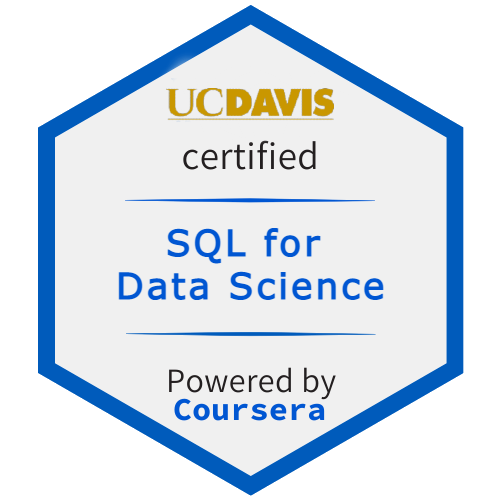 UCDAVIS
certified
SQL for
Data Science
Powered by
Coursera